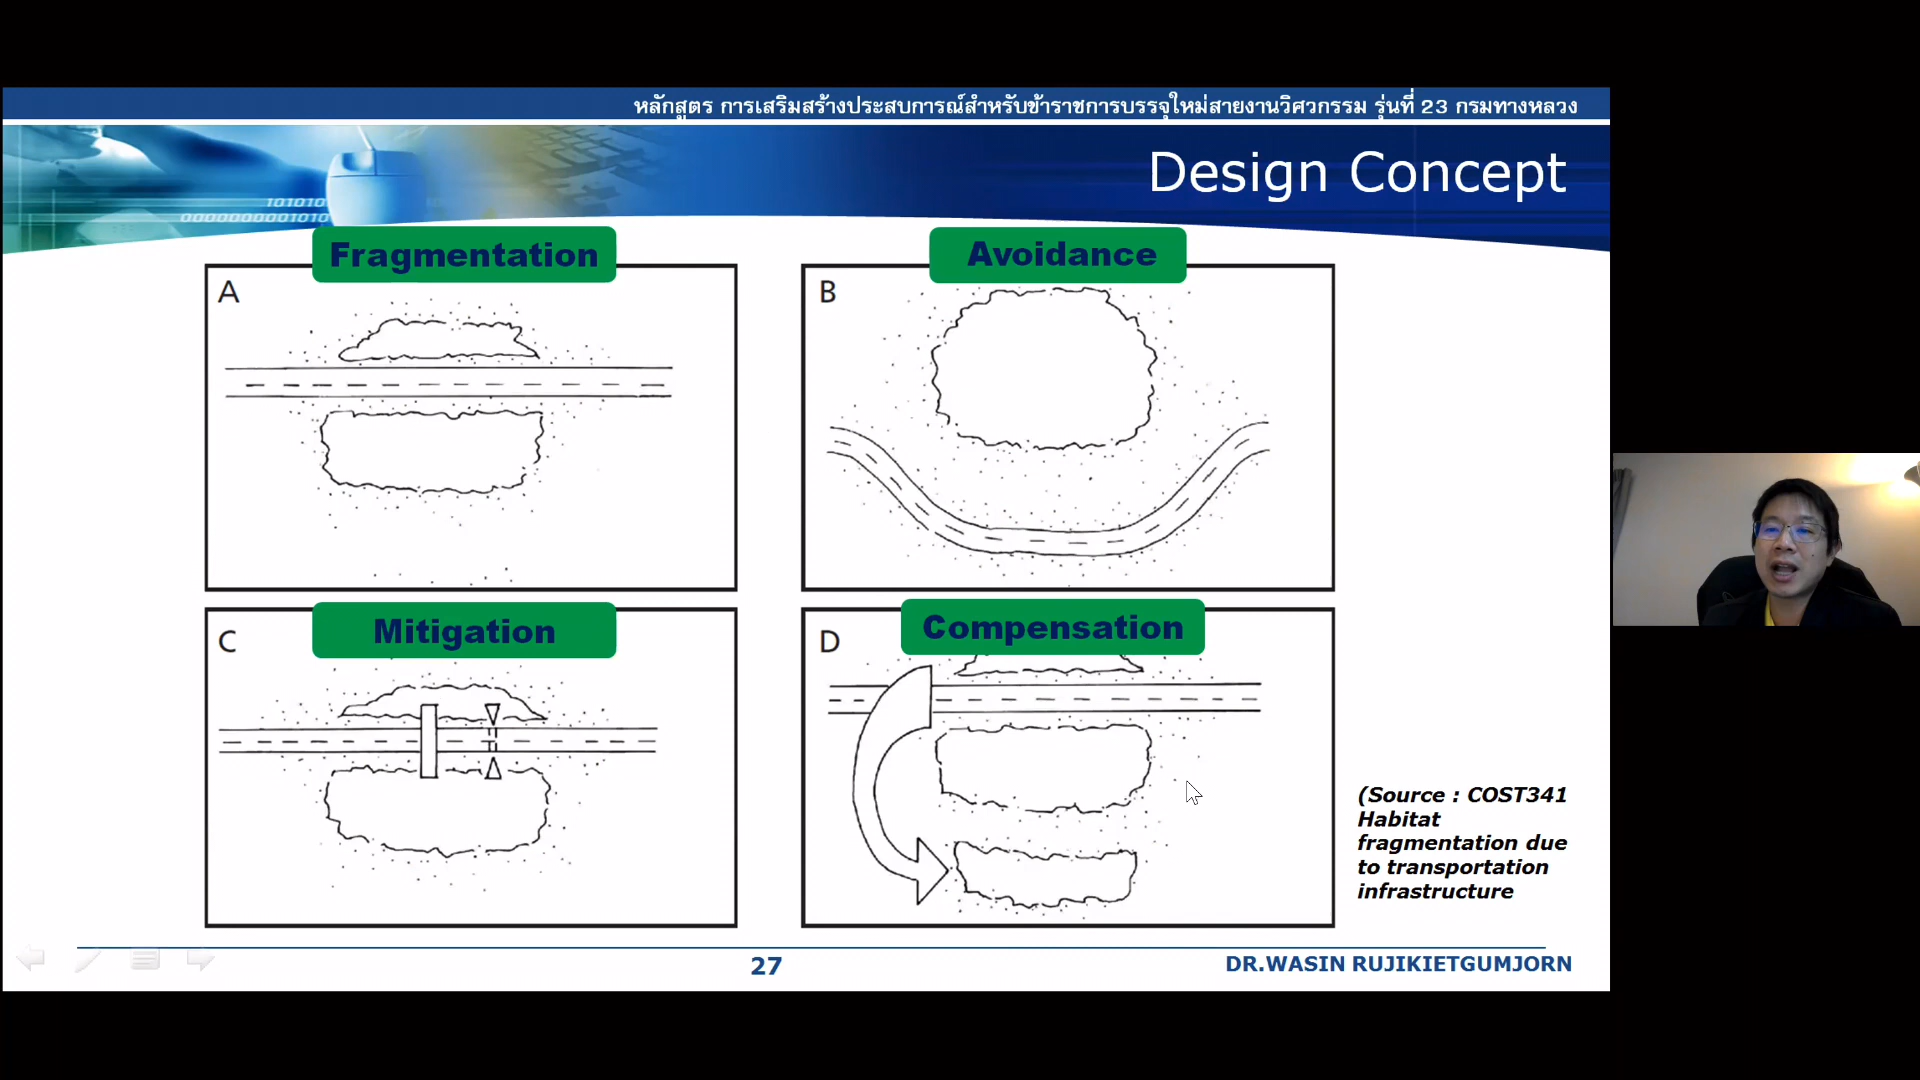 หลักสูตร การเสริมสร้างประสบการณ์สำหรับข้าราชการบรรจุใหม่สายงานวิศวกรรม รุ่นที่ 23 กรมทางหลวง
Design Concept
101010
0000000001010
Fragmentation
Avoidance
A
B
Mitigation
Compensation
C
D
(Source : COST341
Habitat
fragmentation due
to transportation
infrastructure
27
DR.WASIN RUJIKIETGUMJORN